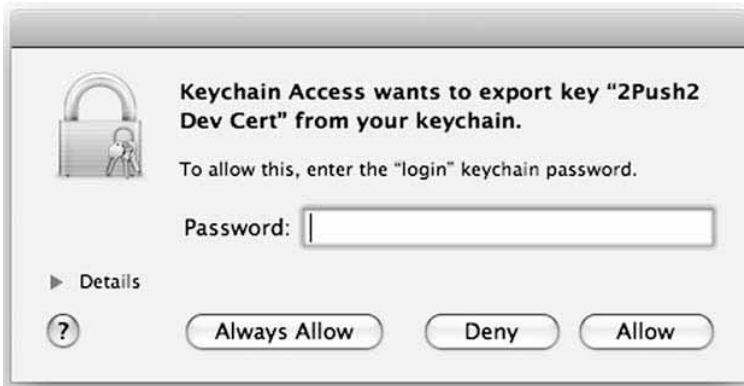 Keychain Access wants to export key “2Push2
Dev Cert” from your keychain.
To allow this, enter the “login” keychain password.
Password:
Details
?
Always Allow
Deny
Allow